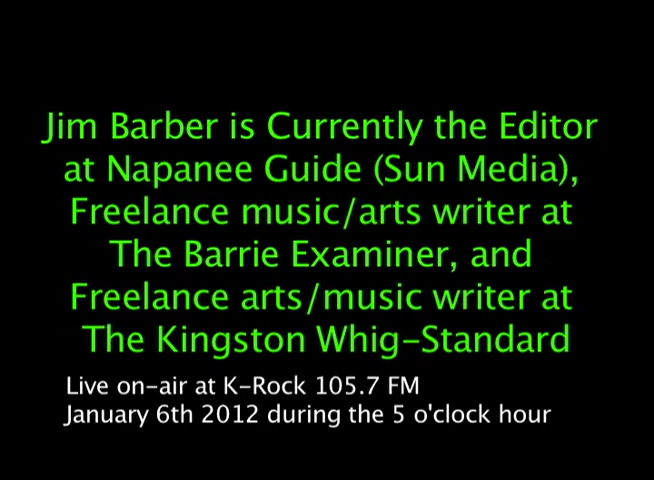 Jim Barber is Currently the Editor
at Napanee Guide (Sun Media),
Freelance music/arts writer at
The Barrie Examiner, and
Freelance arts/music writer at
The Kingston Whig-Standard
Live on-air at K-Rock 105.7 FM
January 6th 2012 during the 5 o'clock hour